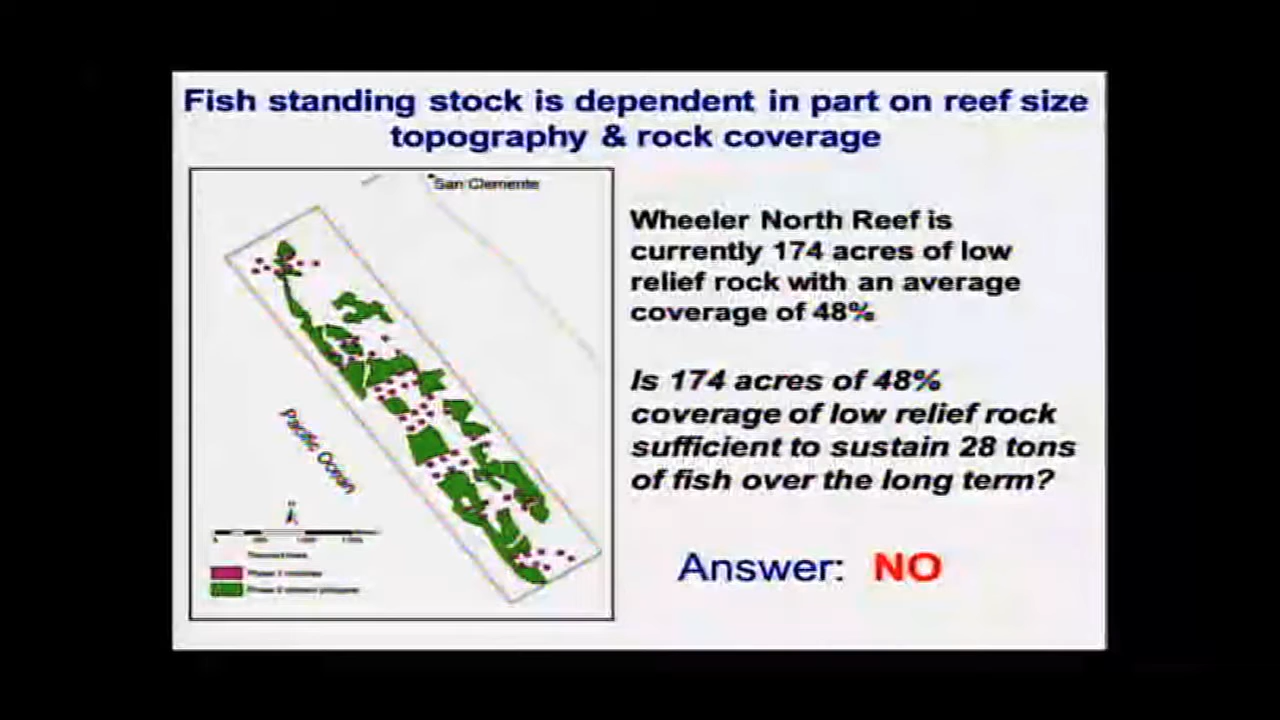 Fish standing stock is dependent in part on reef size
topography & rock coverage
San Clemente
Wheeler North Reef is
currently 174 acres of low
relief rock with an average
coverage of 48%
Is 174 acres of 48%
coverage of low relief rock
sufficient to sustain 28 tons
of fish over the long term?
Pacific Ocean
N
Answer: NO
Phase 1 modules